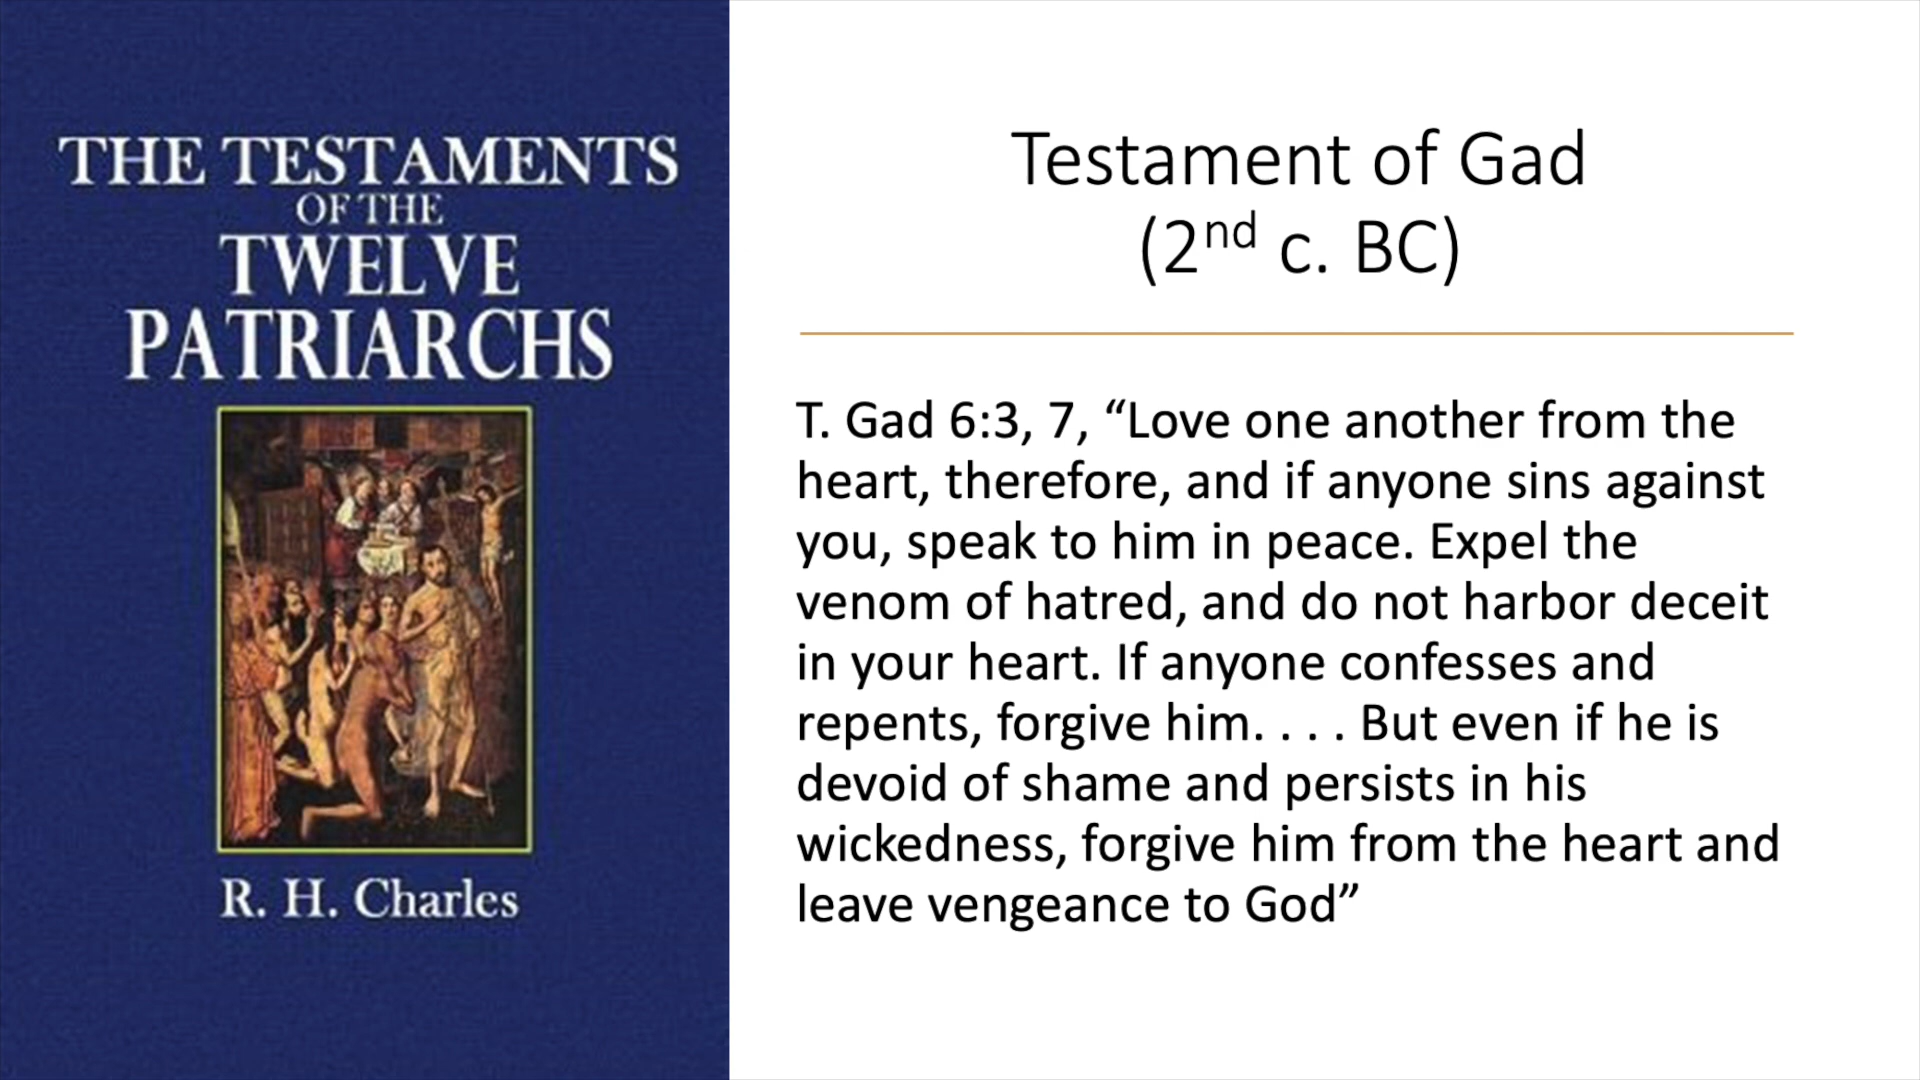 THE TESTAMENTS
OF THE
TWELVE
PATRIARCHS
R. H. Charles
Testament of Gad
(2nd c. BC)
T. Gad 6:3, 7, “Love one another from the
heart, therefore, and if anyone sins against
you, speak to him in peace. Expel the
venom of hatred, and do not harbor deceit
in your heart. If anyone confesses and
repents, forgive him. . . . But even if he is
devoid of shame and persists in his
wickedness, forgive him from the heart and
leave vengeance to God”